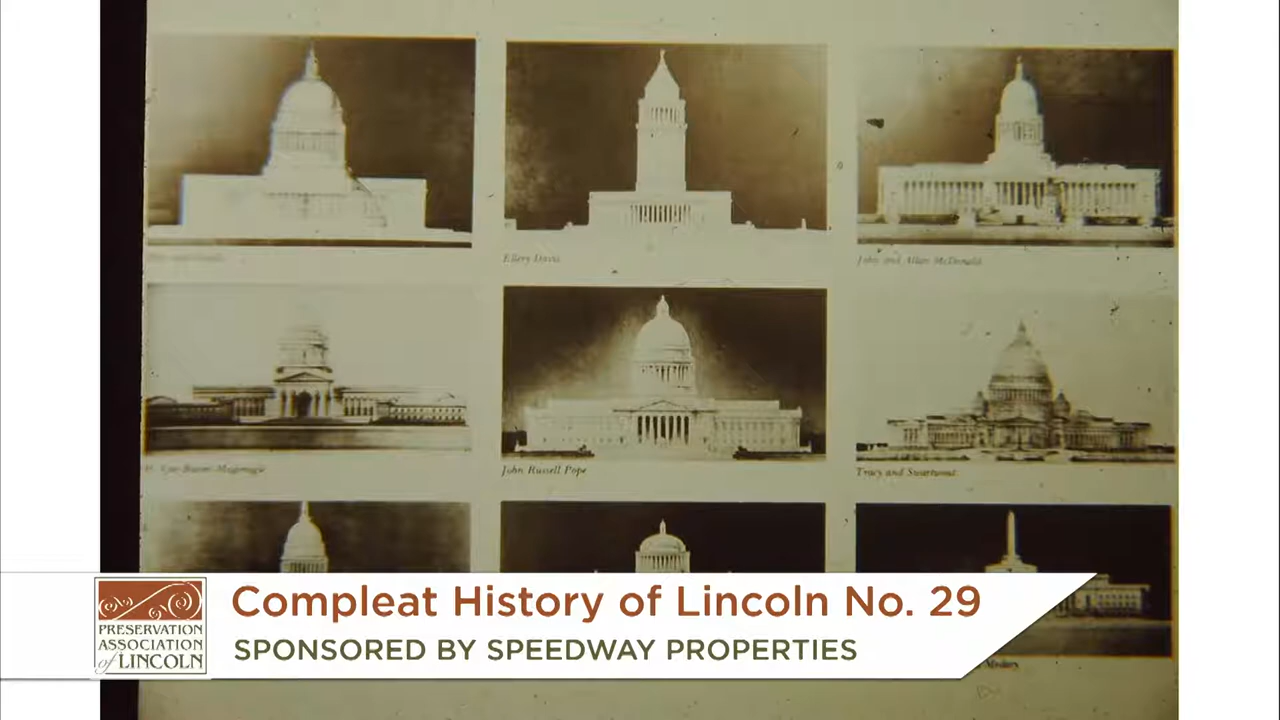 Ellery Davis
John and Allan McDonald
John Russell Pope
Tracy and Swartwout
Compleat History of Lincoln No. 29
SPONSORED BY SPEEDWAY PROPERTIES
PRESERVATION
ASSOCIATION
of LINCOLN